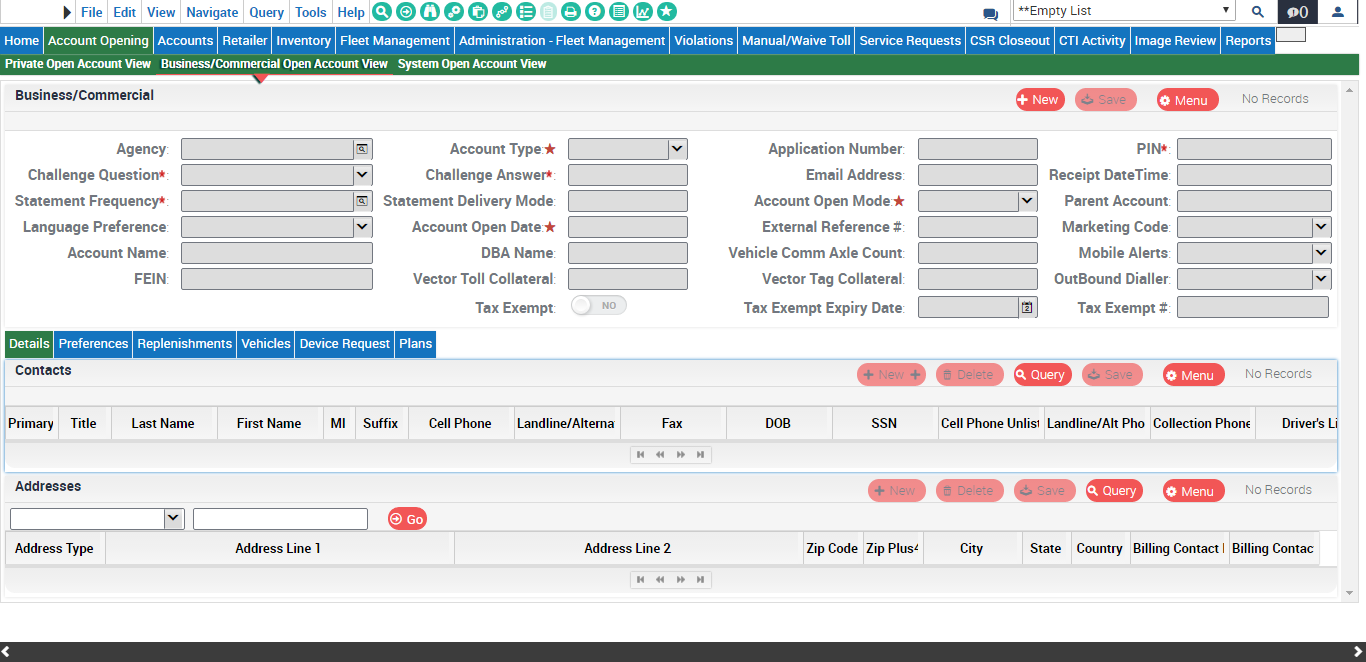 File Edit View Navigate Query Tools Help **Empty List 0
Home Account Opening Accounts Retailer Inventory Fleet Management Administration - Fleet Management Violations Manual/Waive Toll Service Requests CSR Closeout CTI Activity Image Review Reports
Private Open Account View Business/Commercial Open Account View System Open Account View
Business/Commercial New Save Menu No Records
Agency: Account Type:★ Application Number: PIN*:
Challenge Question*: Challenge Answer*: Email Address: Receipt DateTime:
Statement Frequency*: Statement Delivery Mode: Account Open Mode:★ Parent Account:
Language Preference: Account Open Date:★ External Reference #: Marketing Code:
Account Name: DBA Name: Vehicle Comm Axle Count: Mobile Alerts:
FEIN: Vector Toll Collateral: Vector Tag Collateral: OutBound Dialler:
Tax Exempt: NO Tax Exempt Expiry Date: Tax Exempt #:
Details Preferences Replenishments Vehicles Device Request Plans
Contacts New Delete Query Save Menu No Records
Primary Title Last Name First Name MI Suffix Cell Phone Landline/Alterna Fax DOB SSN Cell Phone Unlist Landline/Alt Pho Collection Phone Driver's Li
Addresses New Delete Save Query Menu No Records
Go
Address Type Address Line 1 Address Line 2 Zip Code Zip Plus4 City State Country Billing Contact Billing Contac